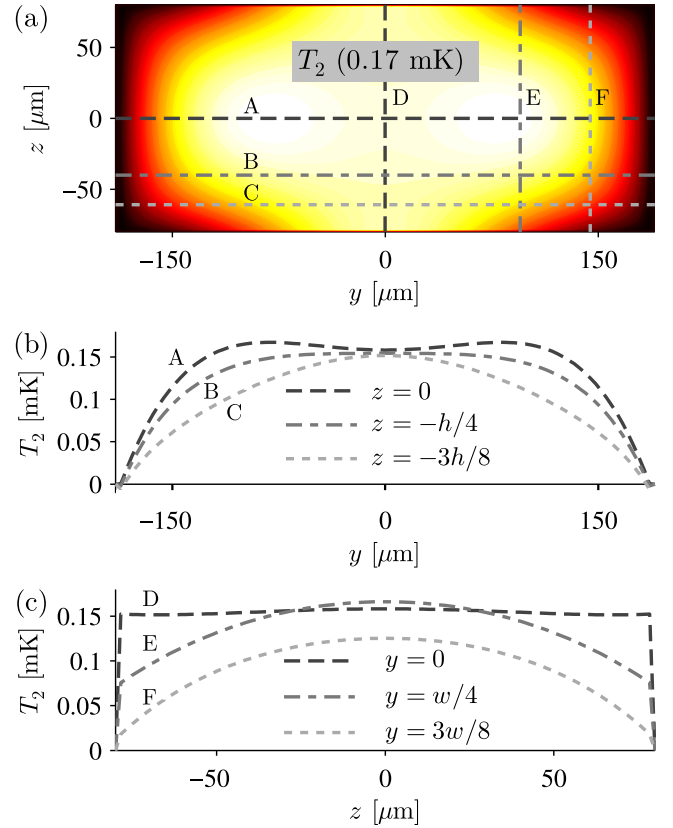 (a)
50
0
−50
z [μm]
T₂ (0.17 mK)
A
B
C
D
E
F
−150
0
150
y [μm]
(b)
0.15
0.1
0.05
0
T₂ [mK]
A
B
C
z = 0
z = −h/4
z = −3h/8
−150
0
150
y [μm]
(c)
0.15
0.1
0.05
0
T₂ [mK]
D
E
F
y = 0
y = w/4
y = 3w/8
−50
0
50
z [μm]